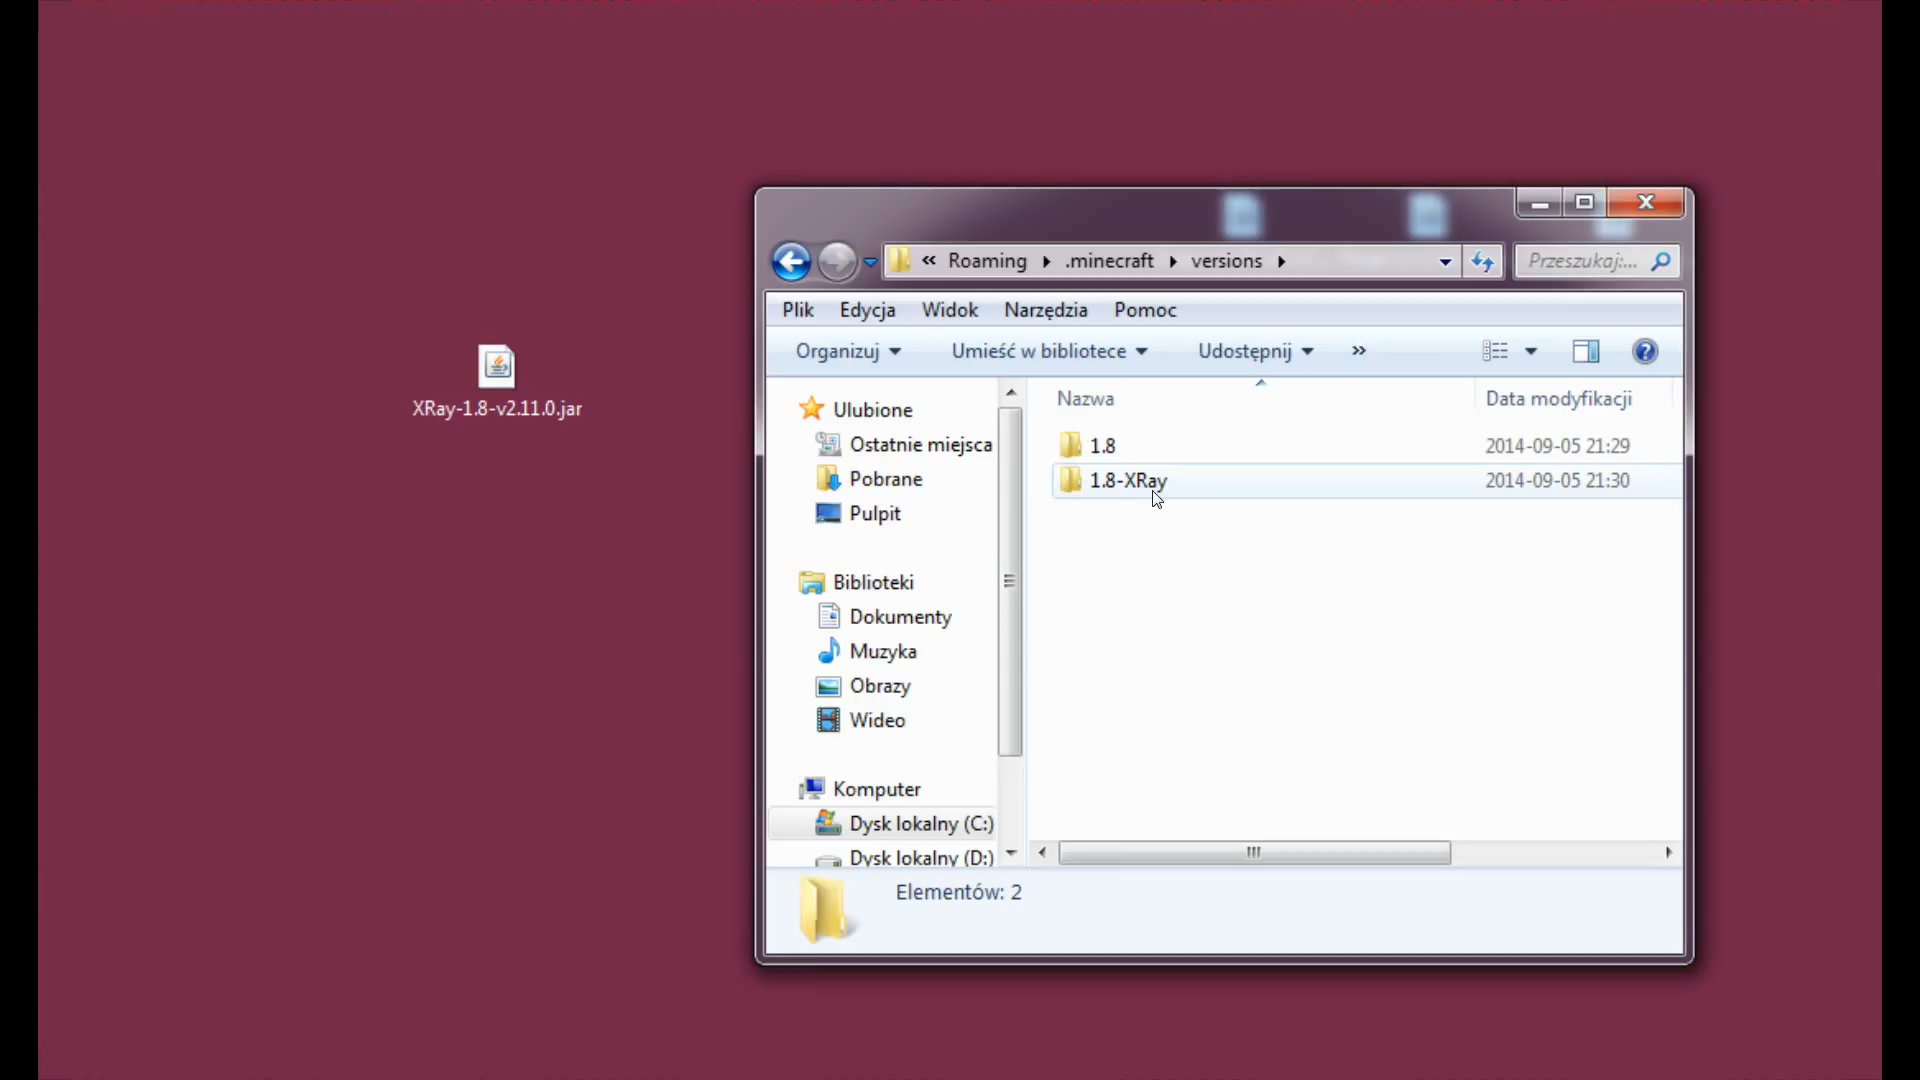 XRay-1.8-v2.11.0.jar
« Roaming .minecraft versions
Przeszukaj:...
Plik Edycja Widok Narzędzia Pomoc
Organizuj Umieść w bibliotece Udostępnij »
Ulubione
Ostatnie miejsca
Pobrane
Pulpit
Biblioteki
Dokumenty
Muzyka
Obrazy
Wideo
Komputer
Dysk lokalny (C:)
Dysk lokalny (D:)
Nazwa Data modyfikacji
1.8 2014-09-05 21:29
1.8-XRay 2014-09-05 21:30
Elementów: 2